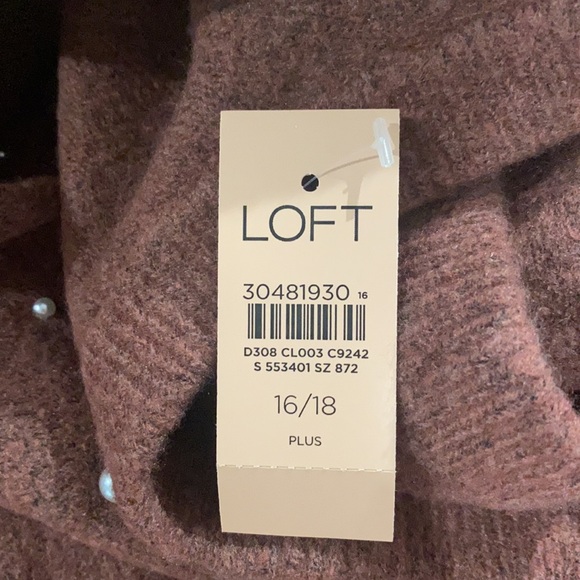 LOFT
30481930 16
D308 CL003 C9242
S 553401 SZ 872
16/18
PLUS